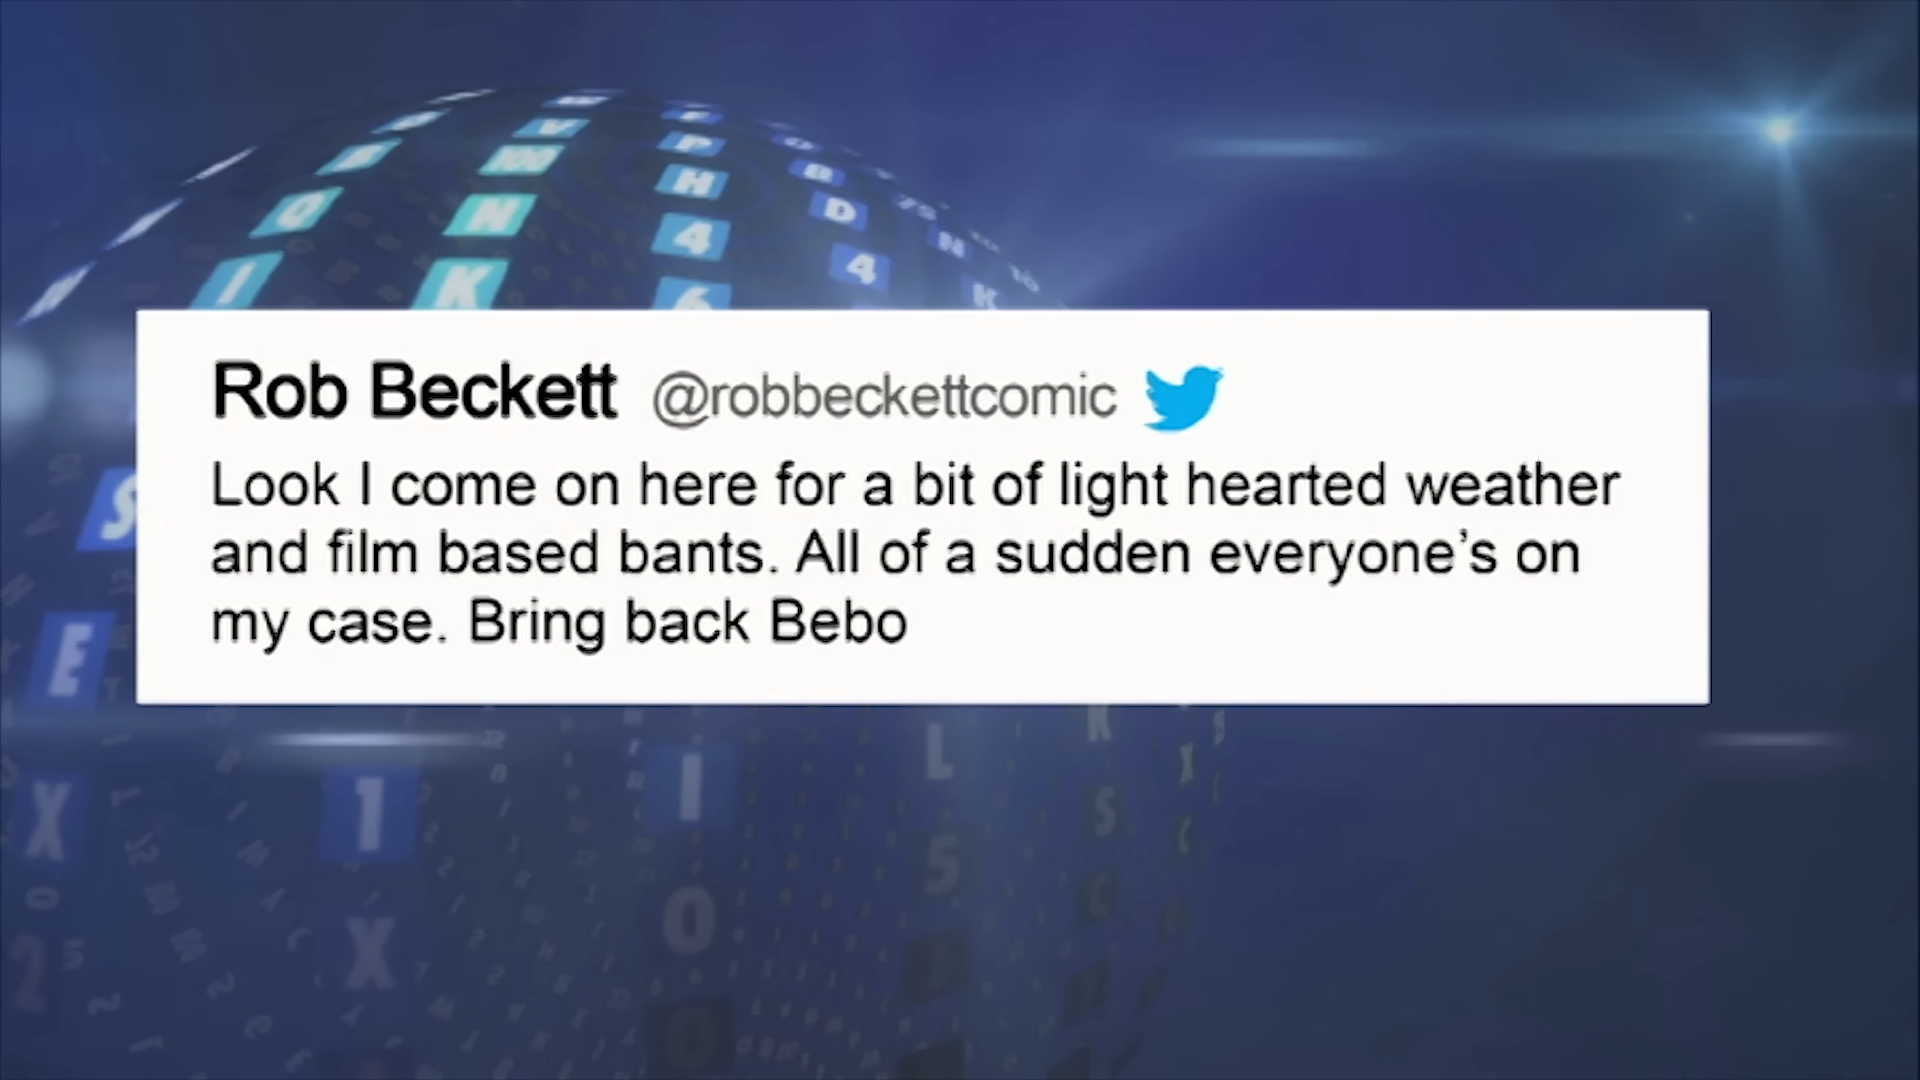 Rob Beckett @robbeckettcomic
Look I come on here for a bit of light hearted weather
and film based bants. All of a sudden everyone's on
my case. Bring back Bebo